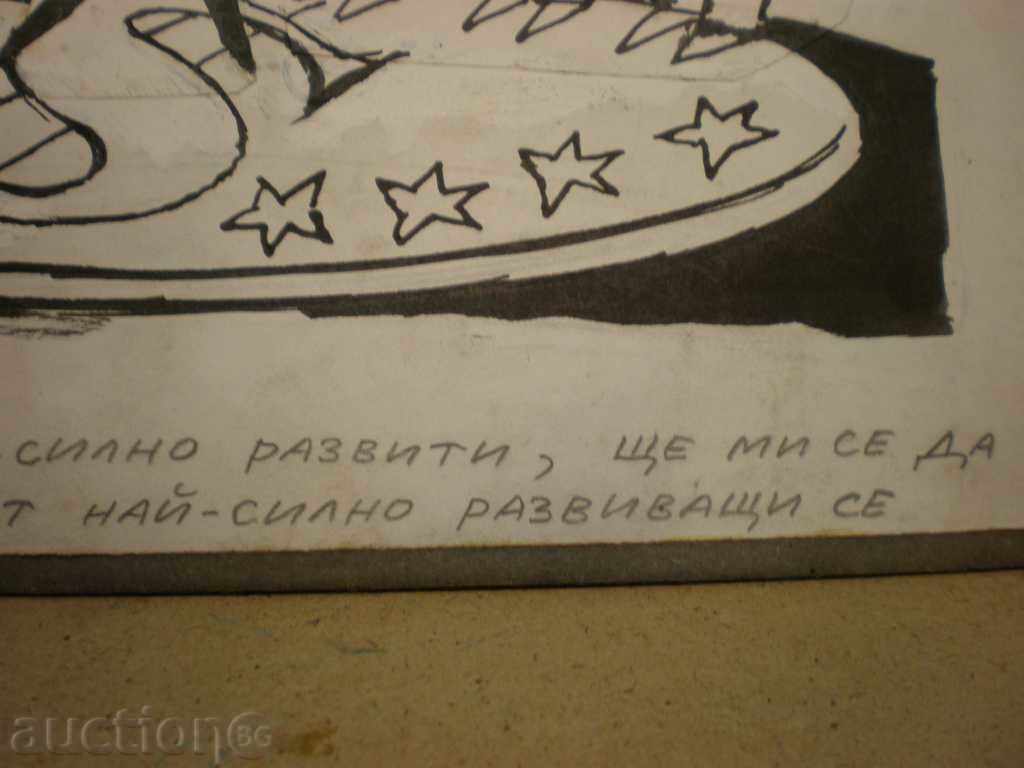 -СИЛНО РАЗВИТИ, ЩЕ МИ СЕ ДА
Т НАЙ-СИЛНО РАЗВИВАЩИ СЕ
auction BG